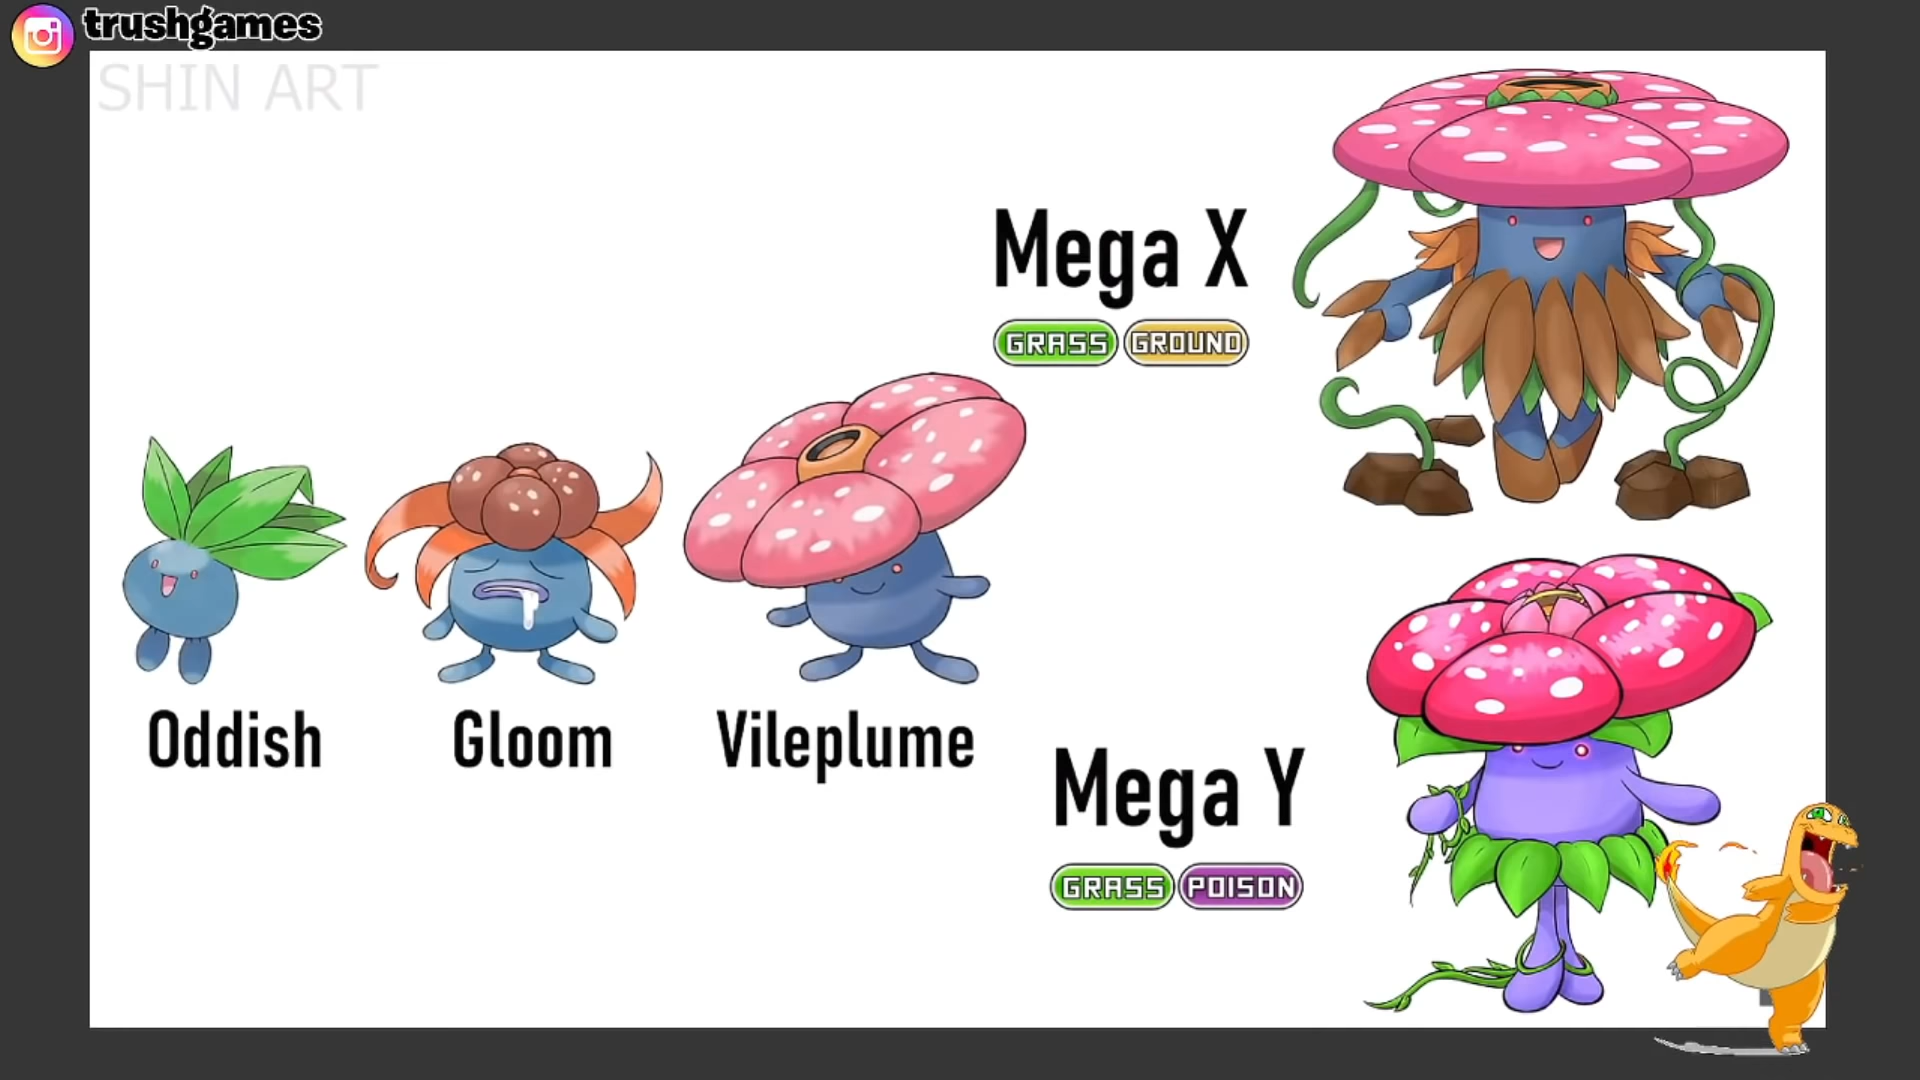 trushgames
SHIN ART
Mega X
GRASS GROUND
Oddish
Gloom
Vileplume
Mega Y
GRASS POISON